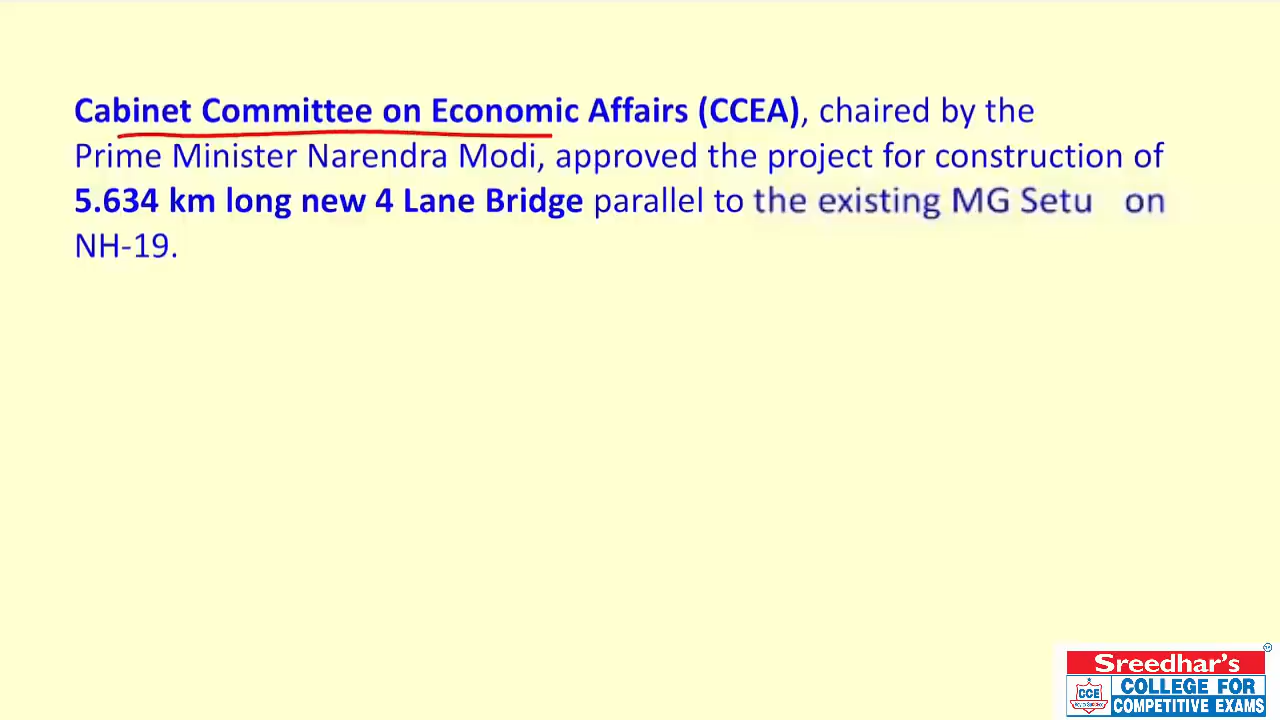 Cabinet Committee on Economic Affairs (CCEA), chaired by the
Prime Minister Narendra Modi, approved the project for construction of
5.634 km long new 4 Lane Bridge parallel to the existing MG Setu on
NH-19.
Sreedhar's
CCE
COLLEGE FOR
COMPETITIVE EXAMS